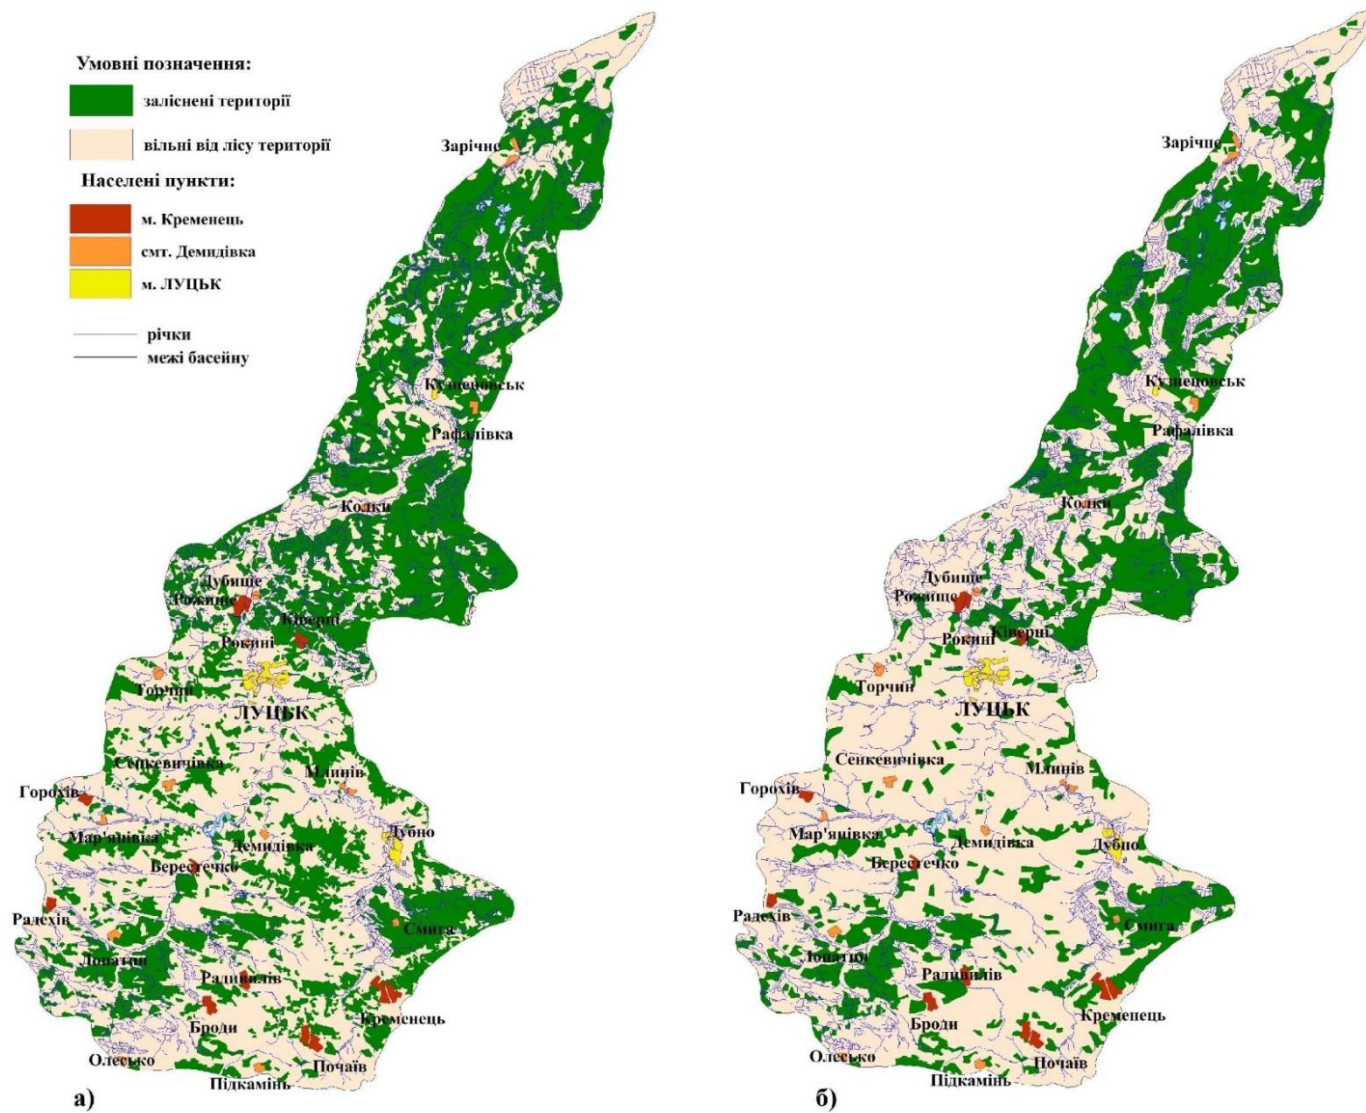 Умовні позначення:
заліснені території
вільні від лісу території
Населені пункти:
м. Кременець
смт. Демидівка
м. ЛУЦЬК
річки
межі басейну
Зарічне
Кузнецовськ
Рафалівка
Колки
Дубище
Рожище
Ківерці
Рокині
Торчин
ЛУЦЬК
Сенкевичівка
Млинів
Горохів
Мар'янівка
Демидівка
Дубно
Берестечко
Радехів
Смига
Лопатин
Радивилів
Броди
Кременець
Олесько
Почаїв
Підкамінь
а)
Зарічне
Кузнецовськ
Рафалівка
Колки
Дубище
Рожище
Рокині
Ківерці
Торчин
ЛУЦЬК
Сенкевичівка
Млинів
Горохів
Мар'янівка
Демидівка
Дубно
Берестечко
Радехів
Смига
Лопатин
Радивилів
Броди
Кременець
Олесько
Почаїв
Підкамінь
б)